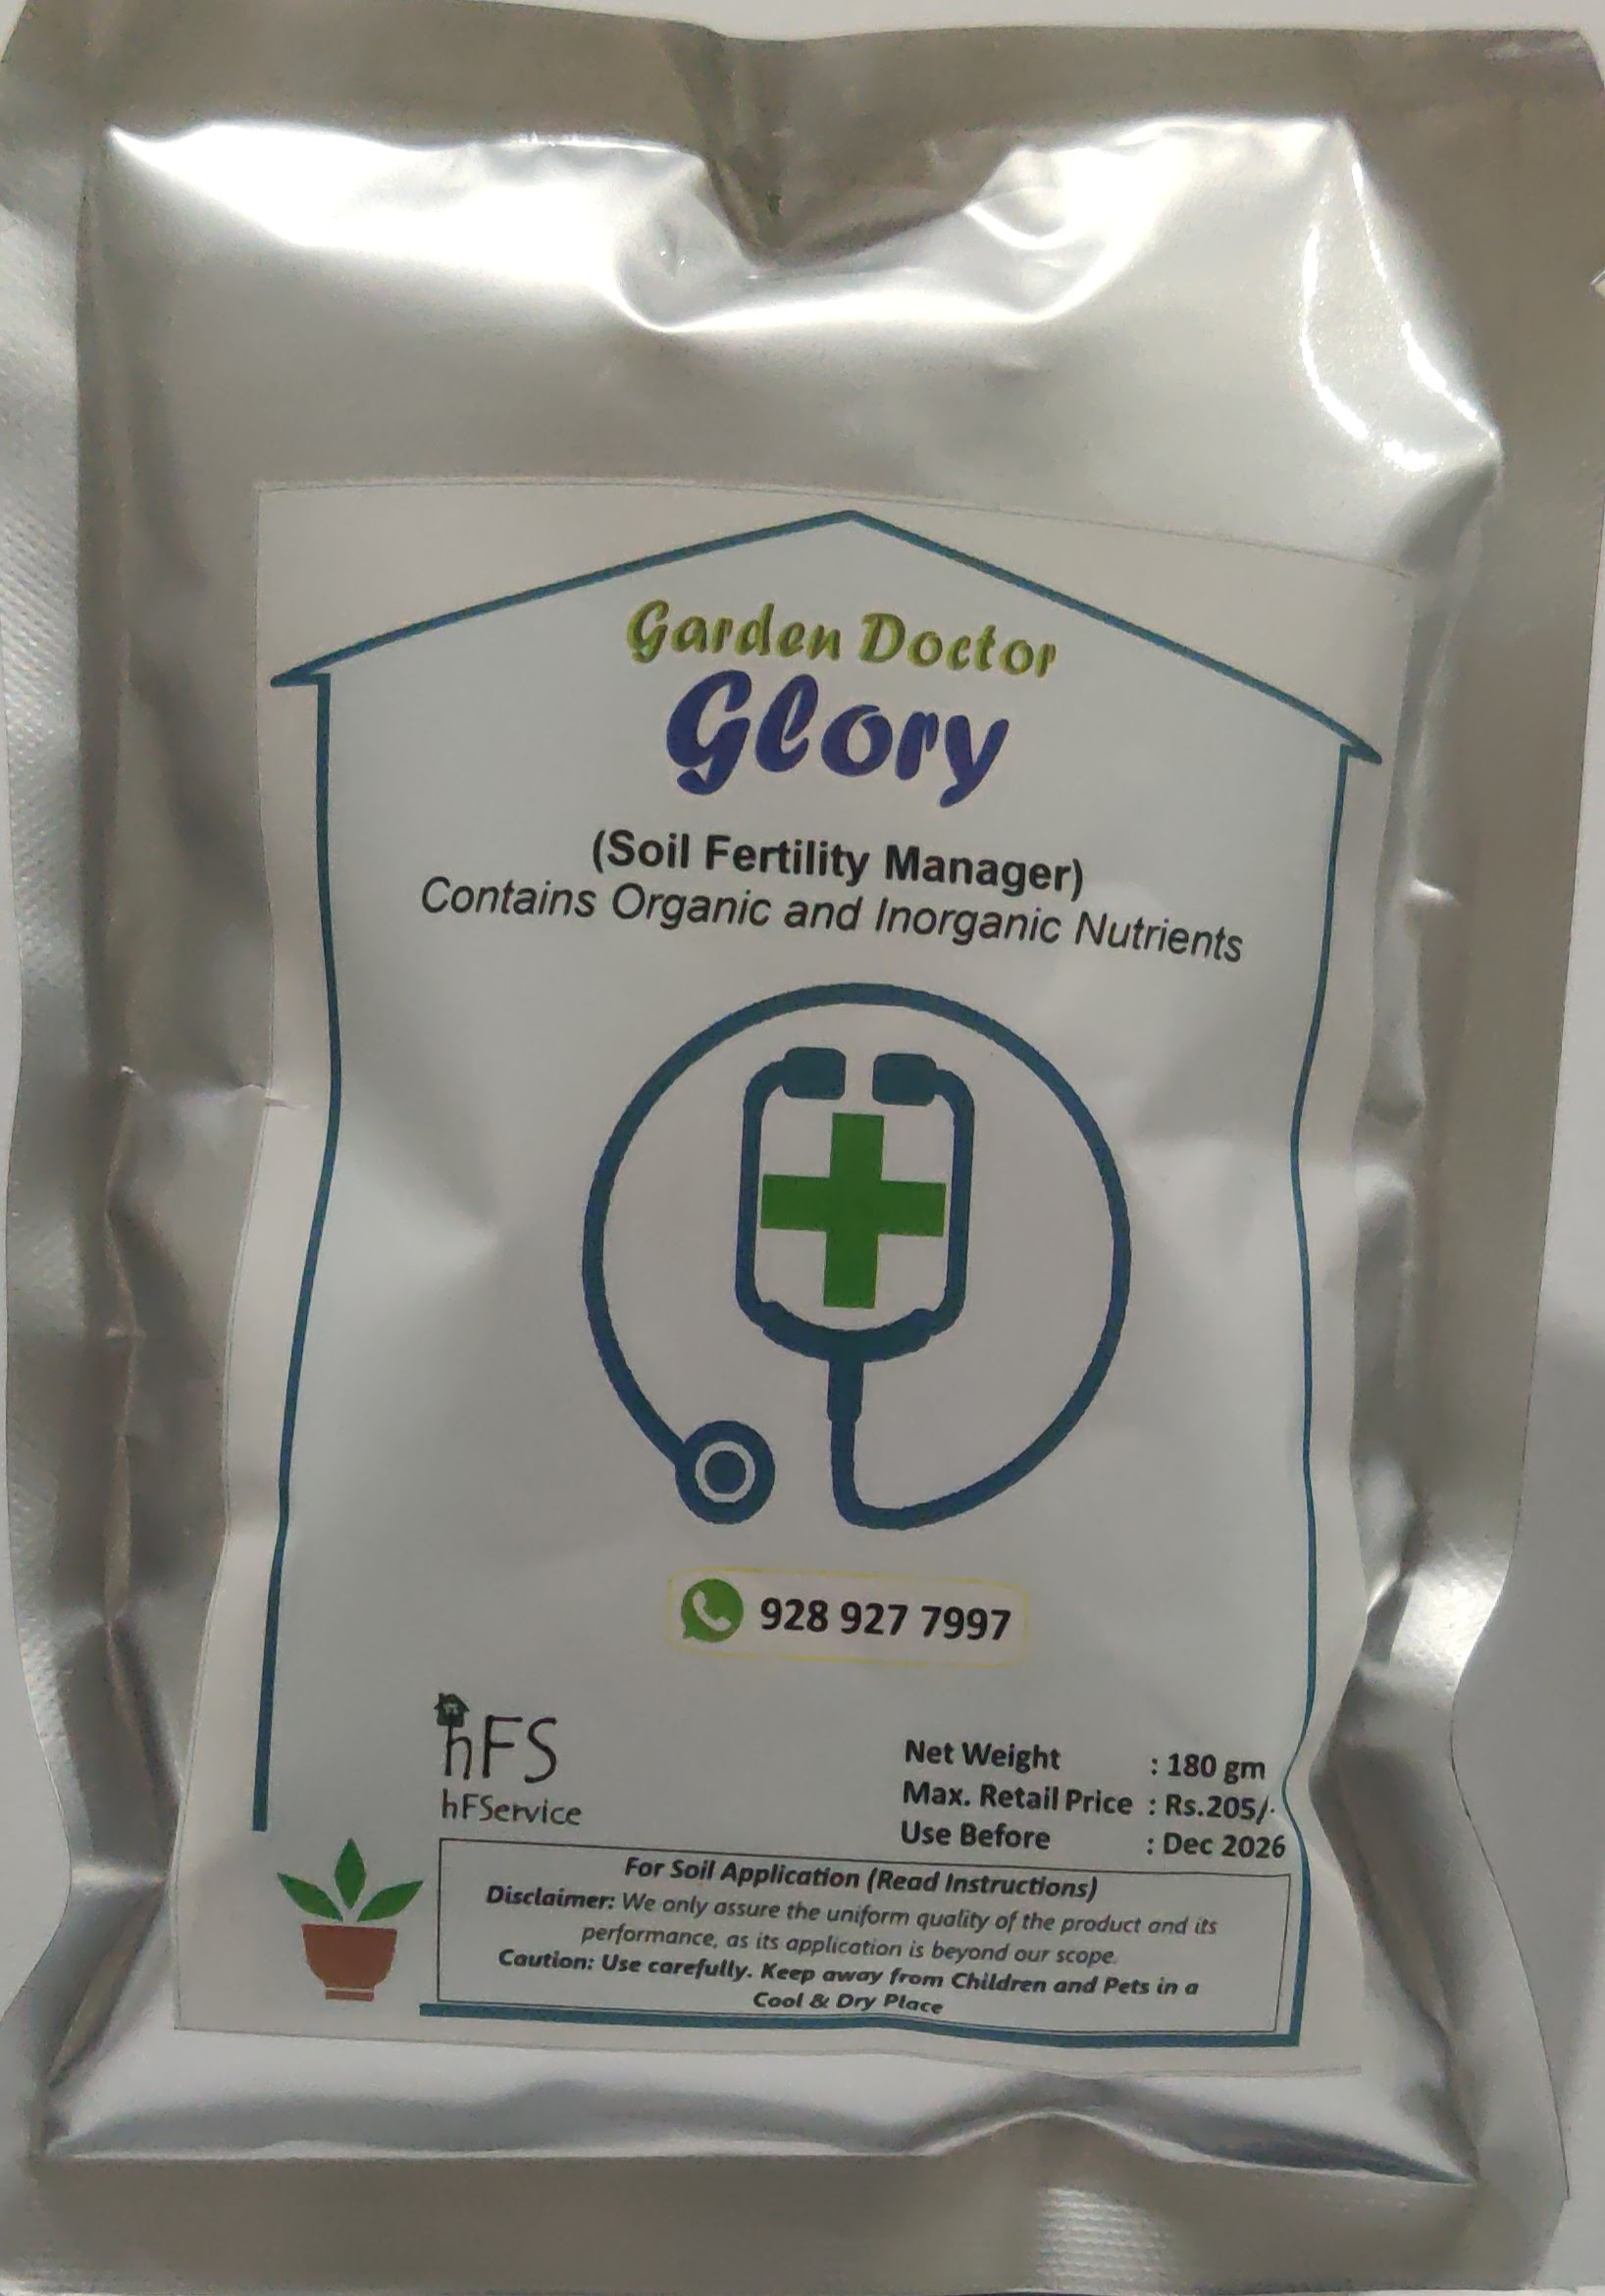 Garden Doctor
Glory
(Soil Fertility Manager)
Contains Organic and Inorganic Nutrients
928 927 7997
hFS
hFService
Net Weight : 180 gm
Max. Retail Price : Rs.205/-
Use Before : Dec 2026
For Soil Application (Read Instructions)
Disclaimer: We only assure the uniform quality of the product and its
performance, as its application is beyond our scope.
Caution: Use carefully. Keep away from Children and Pets in a
Cool & Dry Place